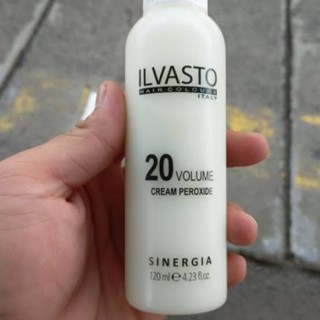 ILVASTO
HAIR COLOURS
ITALY
20 VOLUME
CREAM PEROXIDE
SINERGIA
120 ml ℮ 4.23 fl.oz